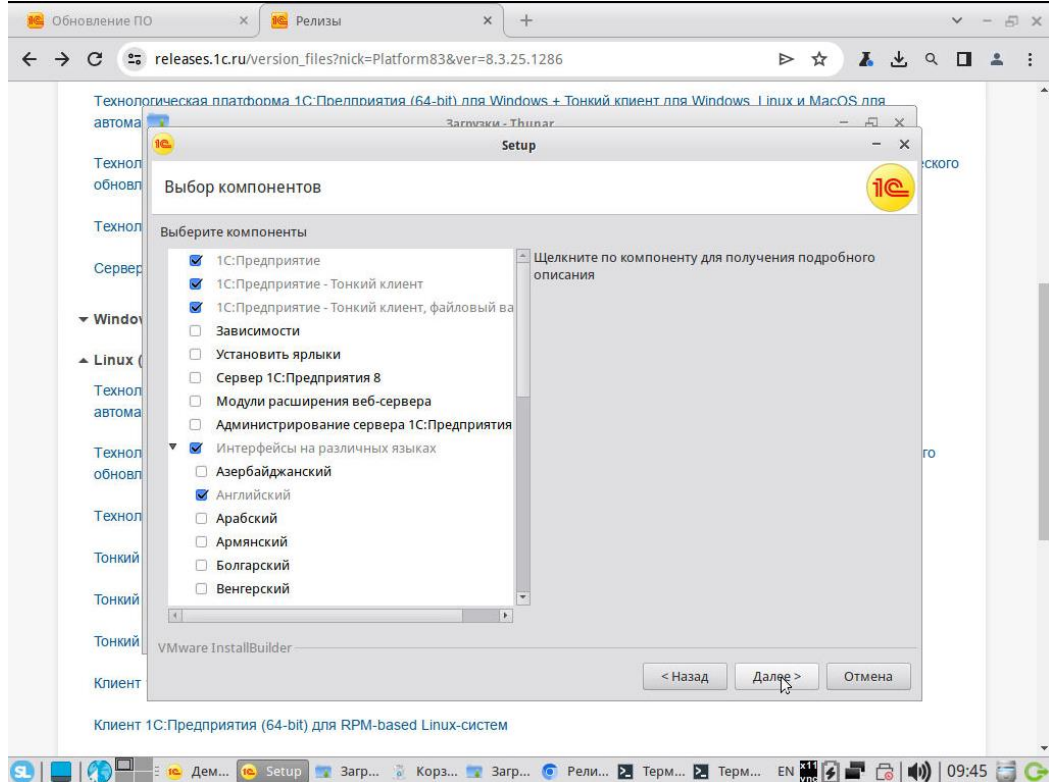 Обновление ПО
Релизы
releases.1c.ru/version_files?nick=Platform83&ver=8.3.25.1286
Технологическая платформа 1С:Предприятия (64-bit) для Windows + Тонкий клиент для Windows, Linux и MacOS для
автома
Загрузки - Thunar
Setup
Технол
ского
обновл
Выбор компонентов
1С
Технол
Выберите компоненты
Сервер
1С:Предприятие
Щелкните по компоненту для получения подробного
описания
1С:Предприятие - Тонкий клиент
1С:Предприятие - Тонкий клиент, файловый ва
Window
Зависимости
Установить ярлыки
Linux (
Сервер 1С:Предприятия 8
Технол
автома
Модули расширения веб-сервера
Администрирование сервера 1С:Предприятия
Интерфейсы на различных языках
Технол
го
обновл
Азербайджанский
Английский
Технол
Арабский
Армянский
Тонкий
Болгарский
Венгерский
Тонкий
Тонкий
VMware InstallBuilder
Клиент
< Назад
Далее >
Отмена
Клиент 1С:Предприятия (64-bit) для RPM-based Linux-систем
SL
Дем...
Setup
Загр...
Корз...
Загр...
Рели...
Терм...
Терм...
EN
x11
vnc
09:45